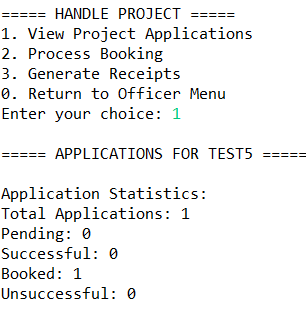 ===== HANDLE PROJECT =====
1. View Project Applications
2. Process Booking
3. Generate Receipts
0. Return to Officer Menu
Enter your choice: 1
===== APPLICATIONS FOR TEST5 =====
Application Statistics:
Total Applications: 1
Pending: 0
Successful: 0
Booked: 1
Unsuccessful: 0